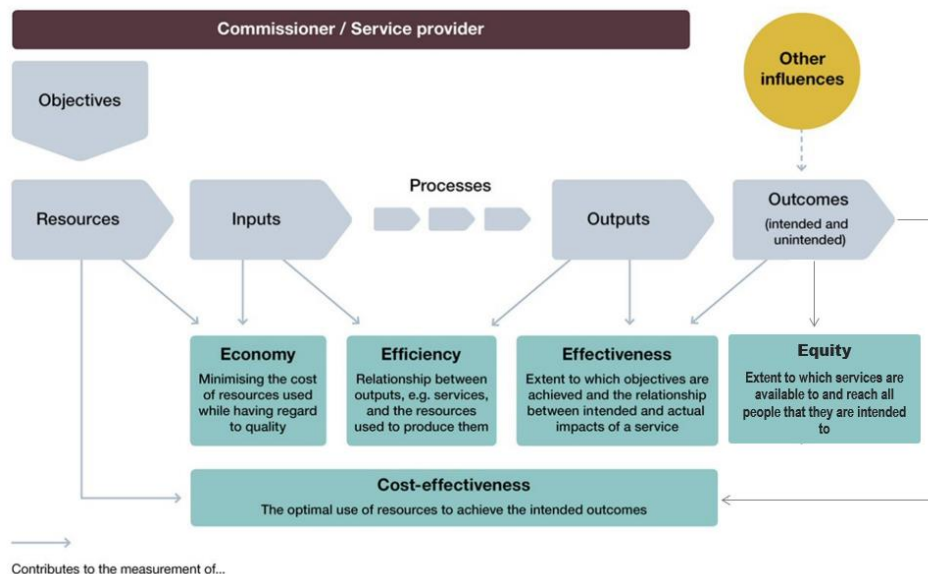 Commissioner / Service provider
Other
influences
Objectives
Resources
Inputs
Processes
Outputs
Outcomes
(intended and
unintended)
Economy
Minimising the cost
of resources used
while having regard
to quality
Efficiency
Relationship between
outputs, e.g. services,
and the resources
used to produce them
Effectiveness
Extent to which objectives are
achieved and the relationship
between intended and actual
impacts of a service
Equity
Extent to which services are
available to and reach all
people that they are intended
to
Cost-effectiveness
The optimal use of resources to achieve the intended outcomes
Contributes to the measurement of...